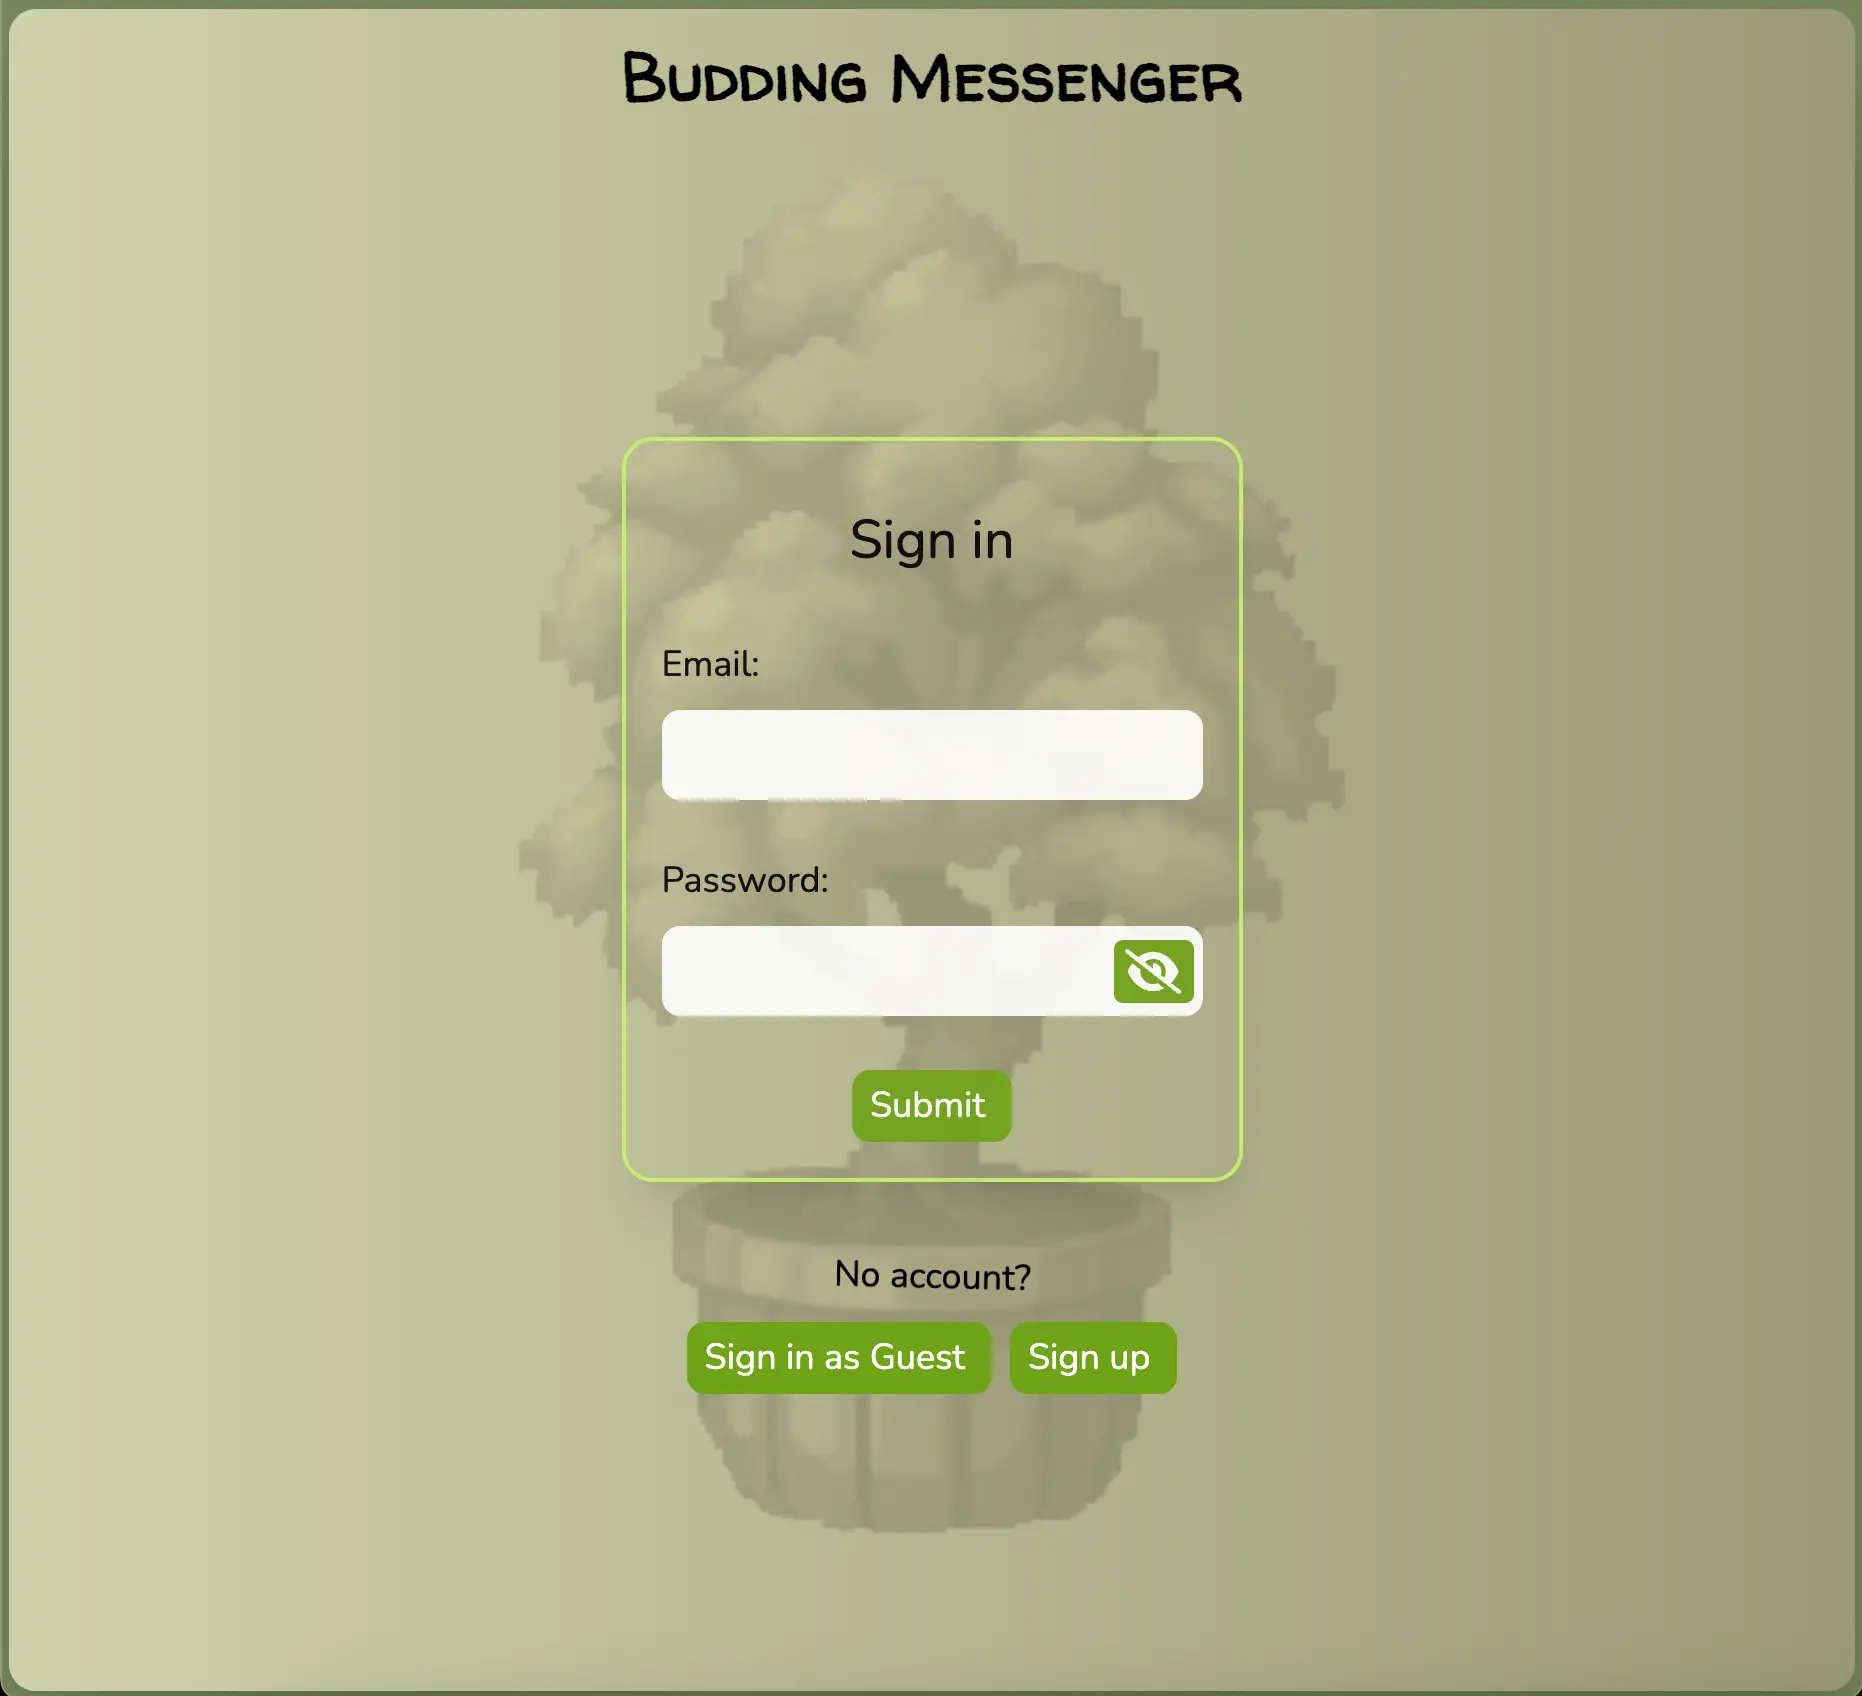 Budding Messenger
Sign in
Email:
Password:
Submit
No account?
Sign in as Guest
Sign up